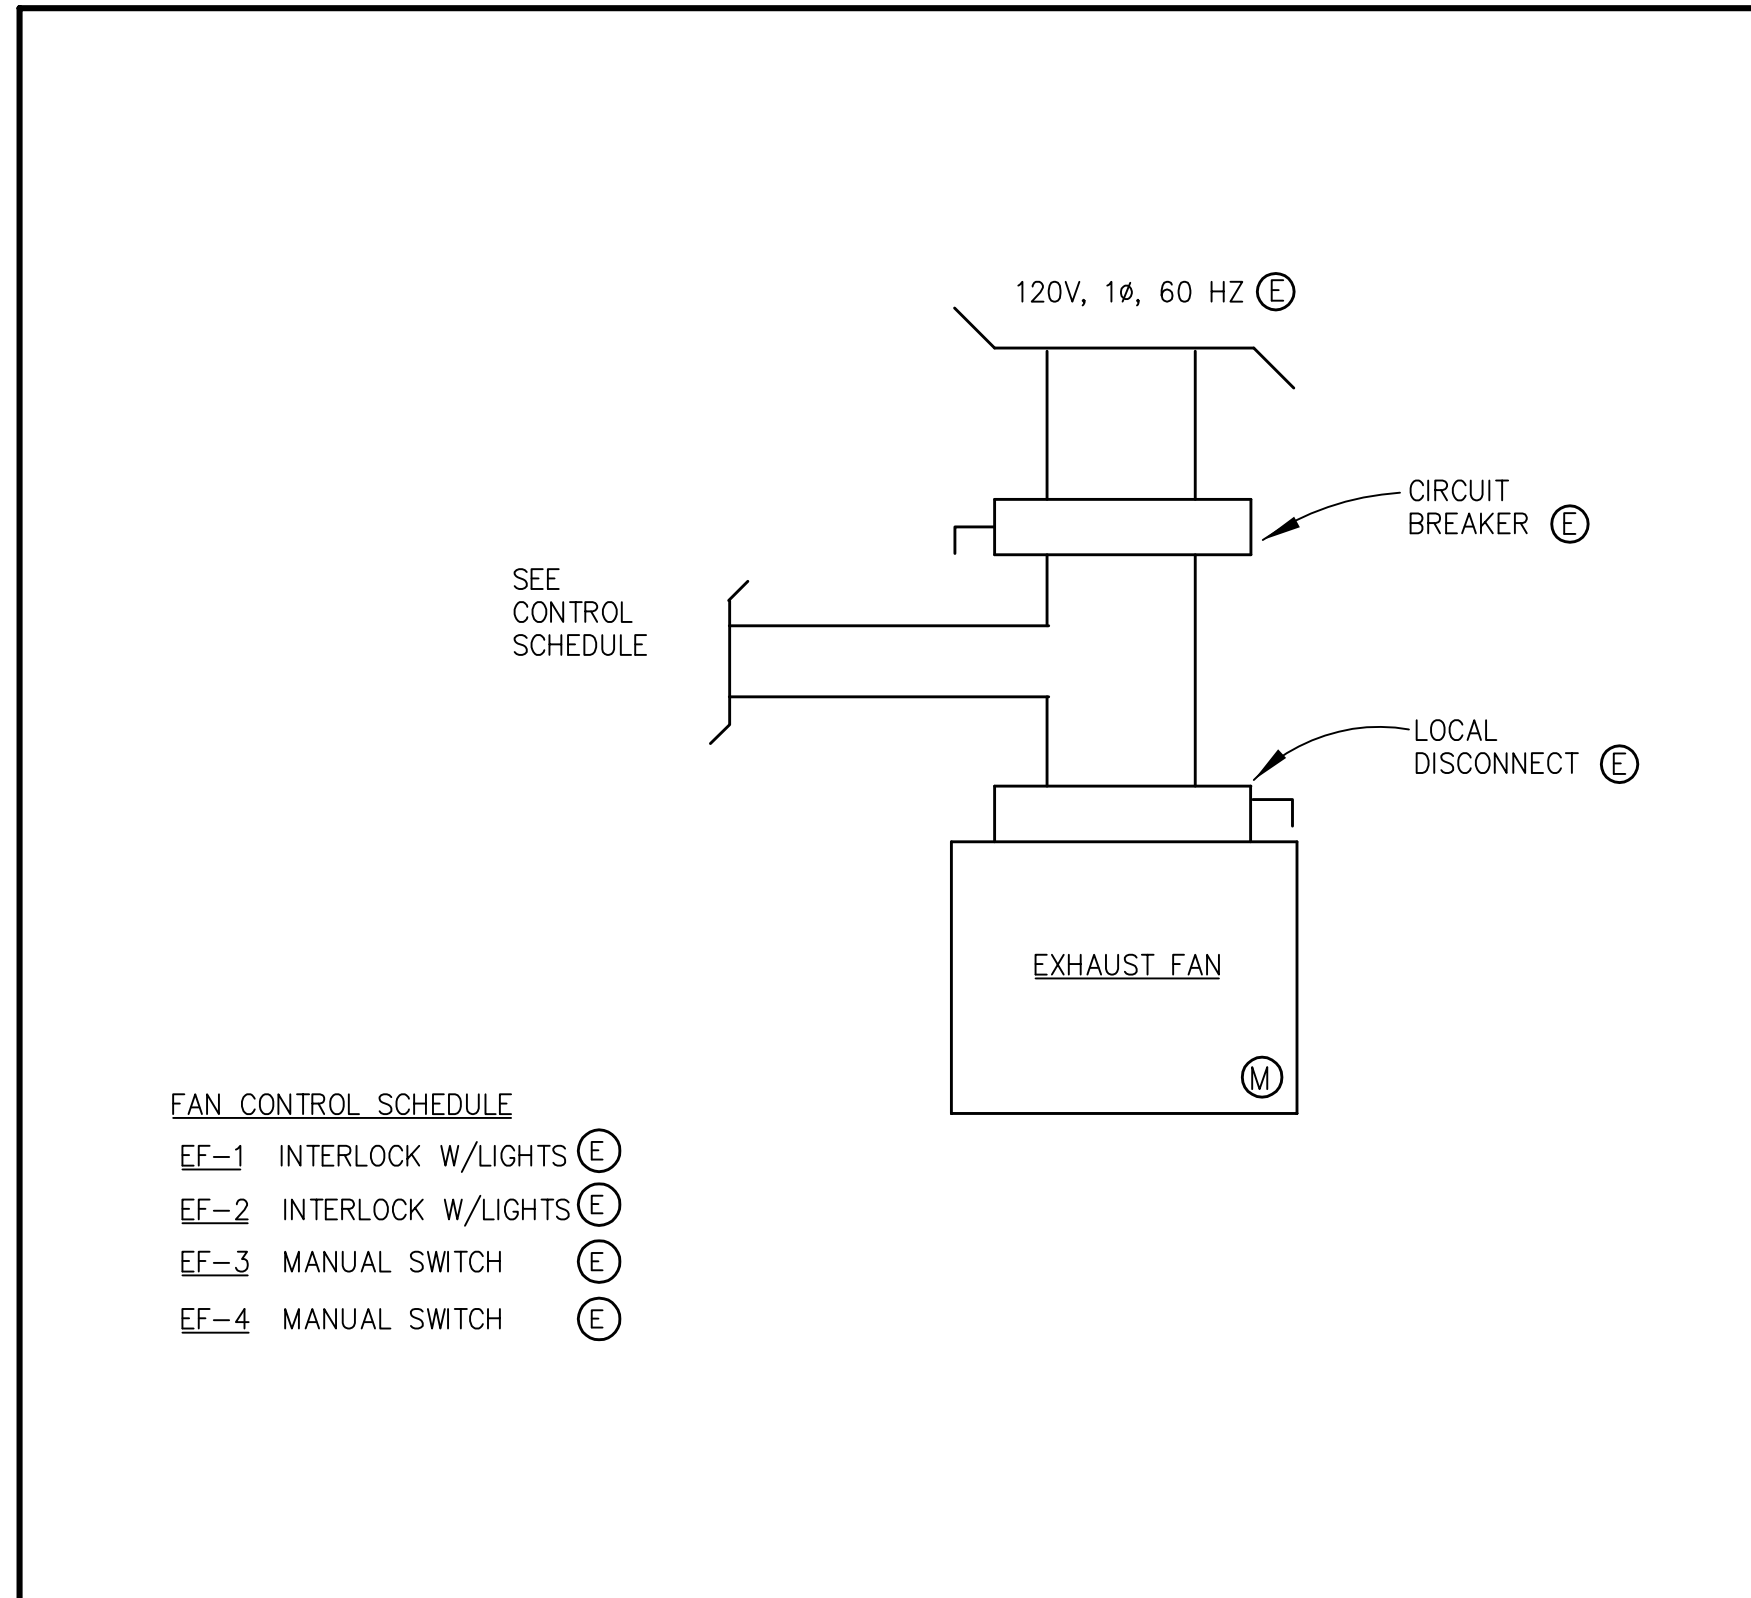 120V, 1ø, 60 HZ E
CIRCUIT
BREAKER E
SEE
CONTROL
SCHEDULE
LOCAL
DISCONNECT E
EXHAUST FAN
M
FAN CONTROL SCHEDULE
EF-1 INTERLOCK W/LIGHTS E
EF-2 INTERLOCK W/LIGHTS E
EF-3 MANUAL SWITCH E
EF-4 MANUAL SWITCH E